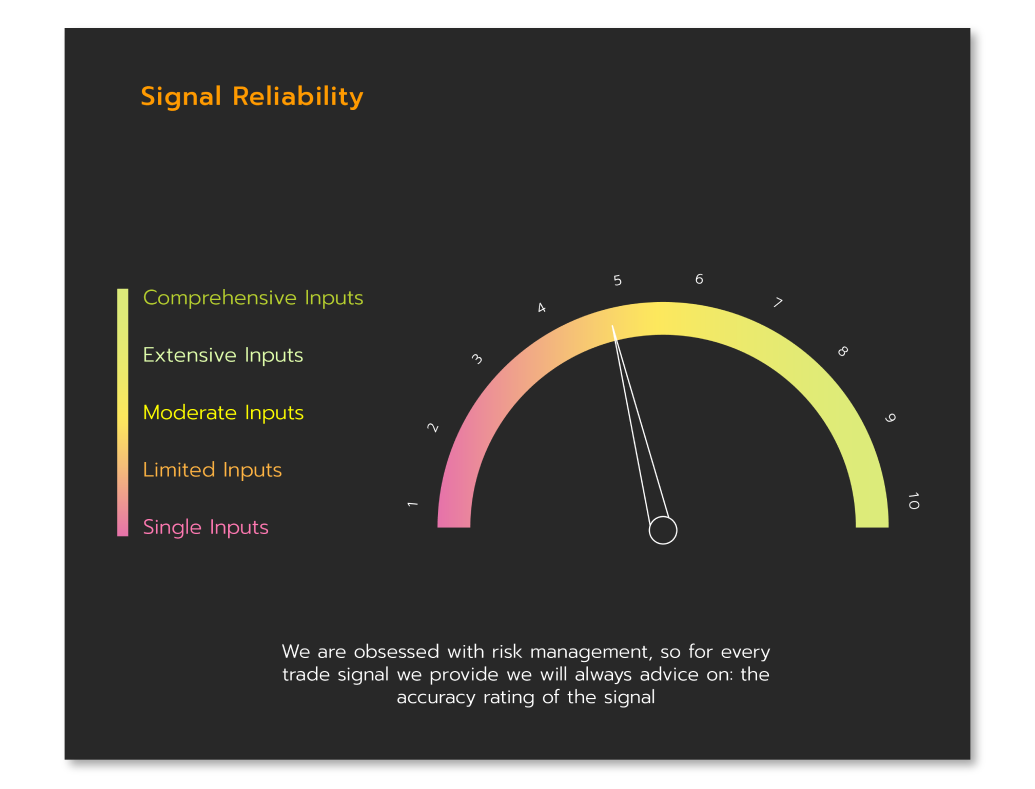 Signal Reliability
Comprehensive Inputs
Extensive Inputs
Moderate Inputs
Limited Inputs
Single Inputs
1
2
3
4
5
6
7
8
9
10
We are obsessed with risk management, so for every
trade signal we provide we will always advice on: the
accuracy rating of the signal